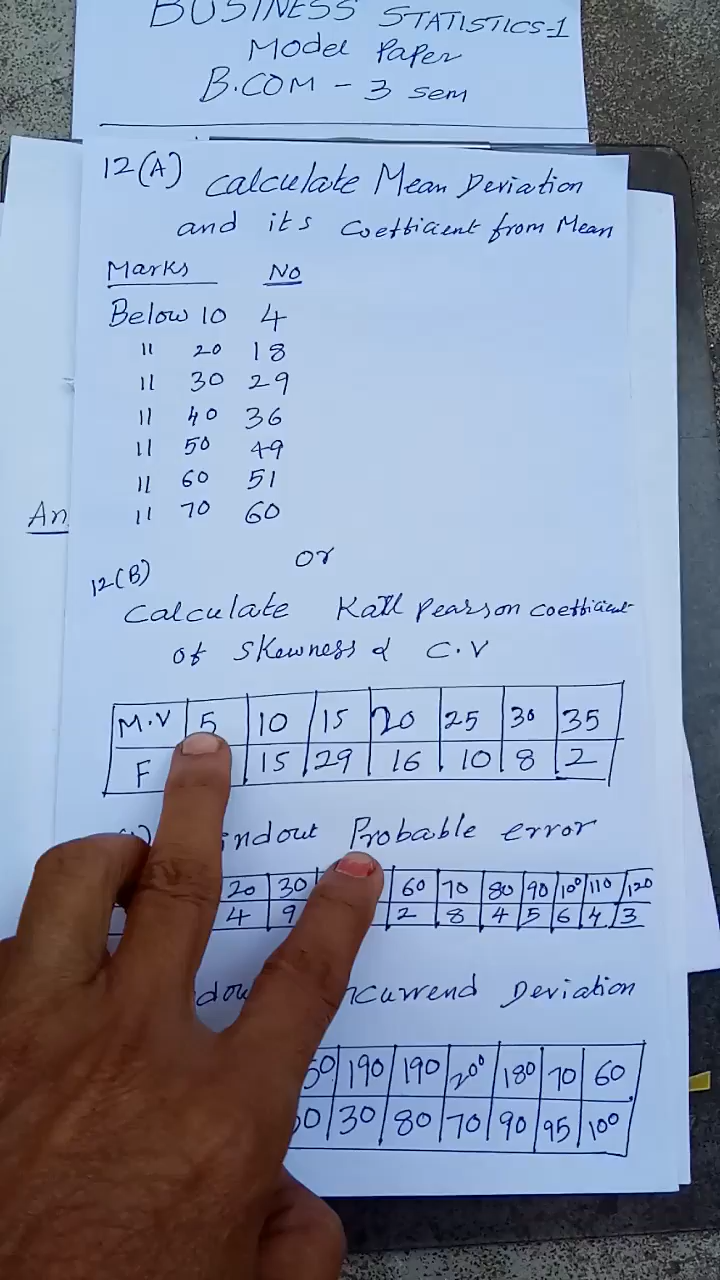 BUSINESS STATISTICS-1
Model Paper
B.COM - 3 sem
12(A) Calculate Mean Deviation
and its Coefficient from Mean
Marks No
Below 10 4
" 20 18
" 30 29
" 40 36
" 50 49
" 60 51
" 70 60
An
or
12(B)
Calculate Karl Pearson coefficient
of Skewness & C.V
M.V 5 10 15 20 25 30 35
F 15 29 16 10 8 2
indout Probable error
20 30 60 70 80 90 100 110 120
4 9 2 8 4 5 6 4 3
ndou ncurrend Deviation
50 190 190 200 180 70 60
30 80 70 90 95 100